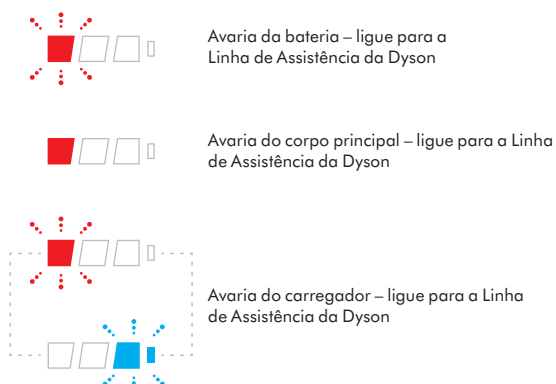 Avaria da bateria – ligue para a
Linha de Assistência da Dyson
Avaria do corpo principal – ligue para a Linha
de Assistência da Dyson
Avaria do carregador – ligue para a Linha
de Assistência da Dyson